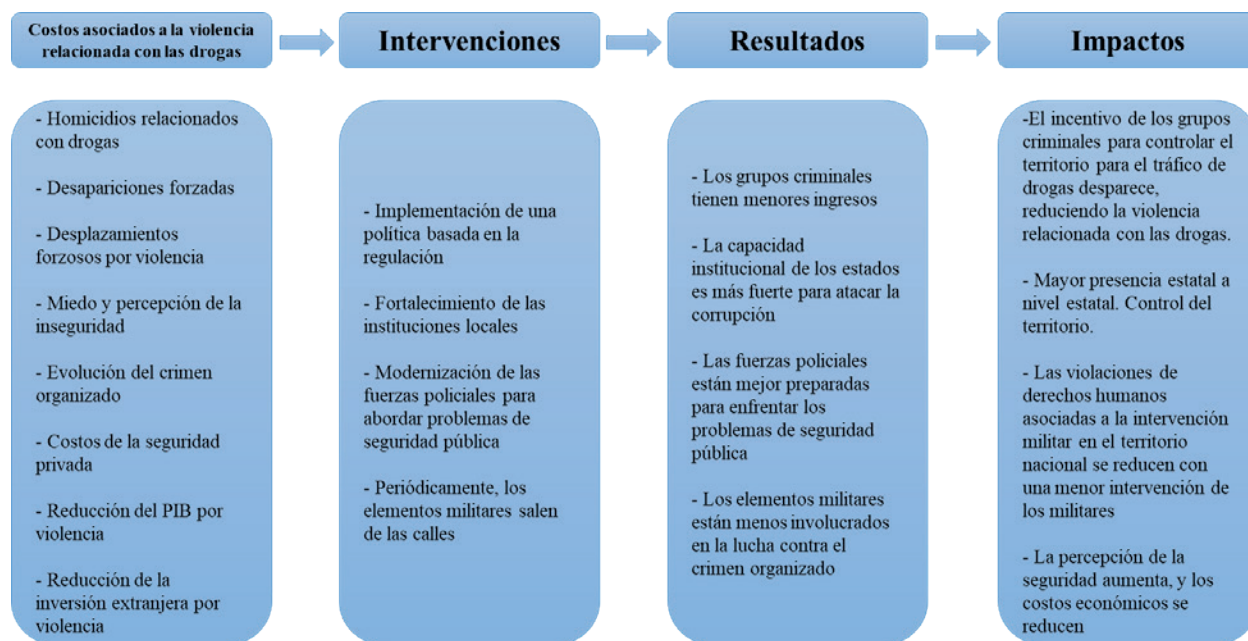 Costos asociados a la violencia
relacionada con las drogas
Intervenciones
Resultados
Impactos
- Homicidios relacionados
con drogas
- Desapariciones forzadas
- Desplazamientos
forzosos por violencia
- Miedo y percepción de la
inseguridad
- Evolución del crimen
organizado
- Costos de la seguridad
privada
- Reducción del PIB por
violencia
- Reducción de la
inversión extranjera por
violencia
- Implementación de una
política basada en la
regulación
- Fortalecimiento de las
instituciones locales
- Modernización de las
fuerzas policiales para
abordar problemas de
seguridad pública
- Periódicamente, los
elementos militares salen
de las calles
- Los grupos criminales
tienen menores ingresos
- La capacidad
institucional de los estados
es más fuerte para atacar la
corrupción
- Las fuerzas policiales
están mejor preparadas
para enfrentar los
problemas de seguridad
pública
- Los elementos militares
están menos involucrados
en la lucha contra el
crimen organizado
-El incentivo de los grupos
criminales para controlar el
territorio para el tráfico de
drogas desparece,
reduciendo la violencia
relacionada con las drogas.
- Mayor presencia estatal a
nivel estatal. Control del
territorio.
- Las violaciones de
derechos humanos
asociadas a la intervención
militar en el territorio
nacional se reducen con
una menor intervención de
los militares
- La percepción de la
seguridad aumenta, y los
costos económicos se
reducen